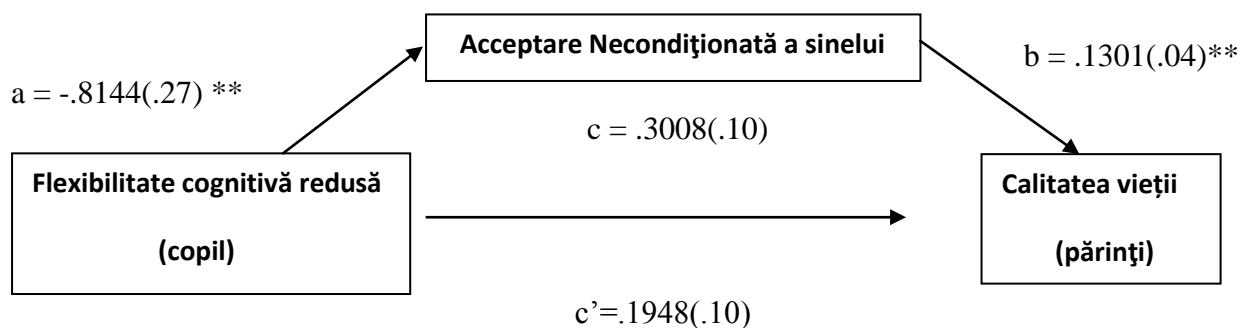 Acceptare Necondiţionată a sinelui
b = .1301(.04)**
a = -.8144(.27) **
c = .3008(.10)
Flexibilitate cognitivă redusă
(copil)
Calitatea vieții
(părinţi)
c’=.1948(.10)